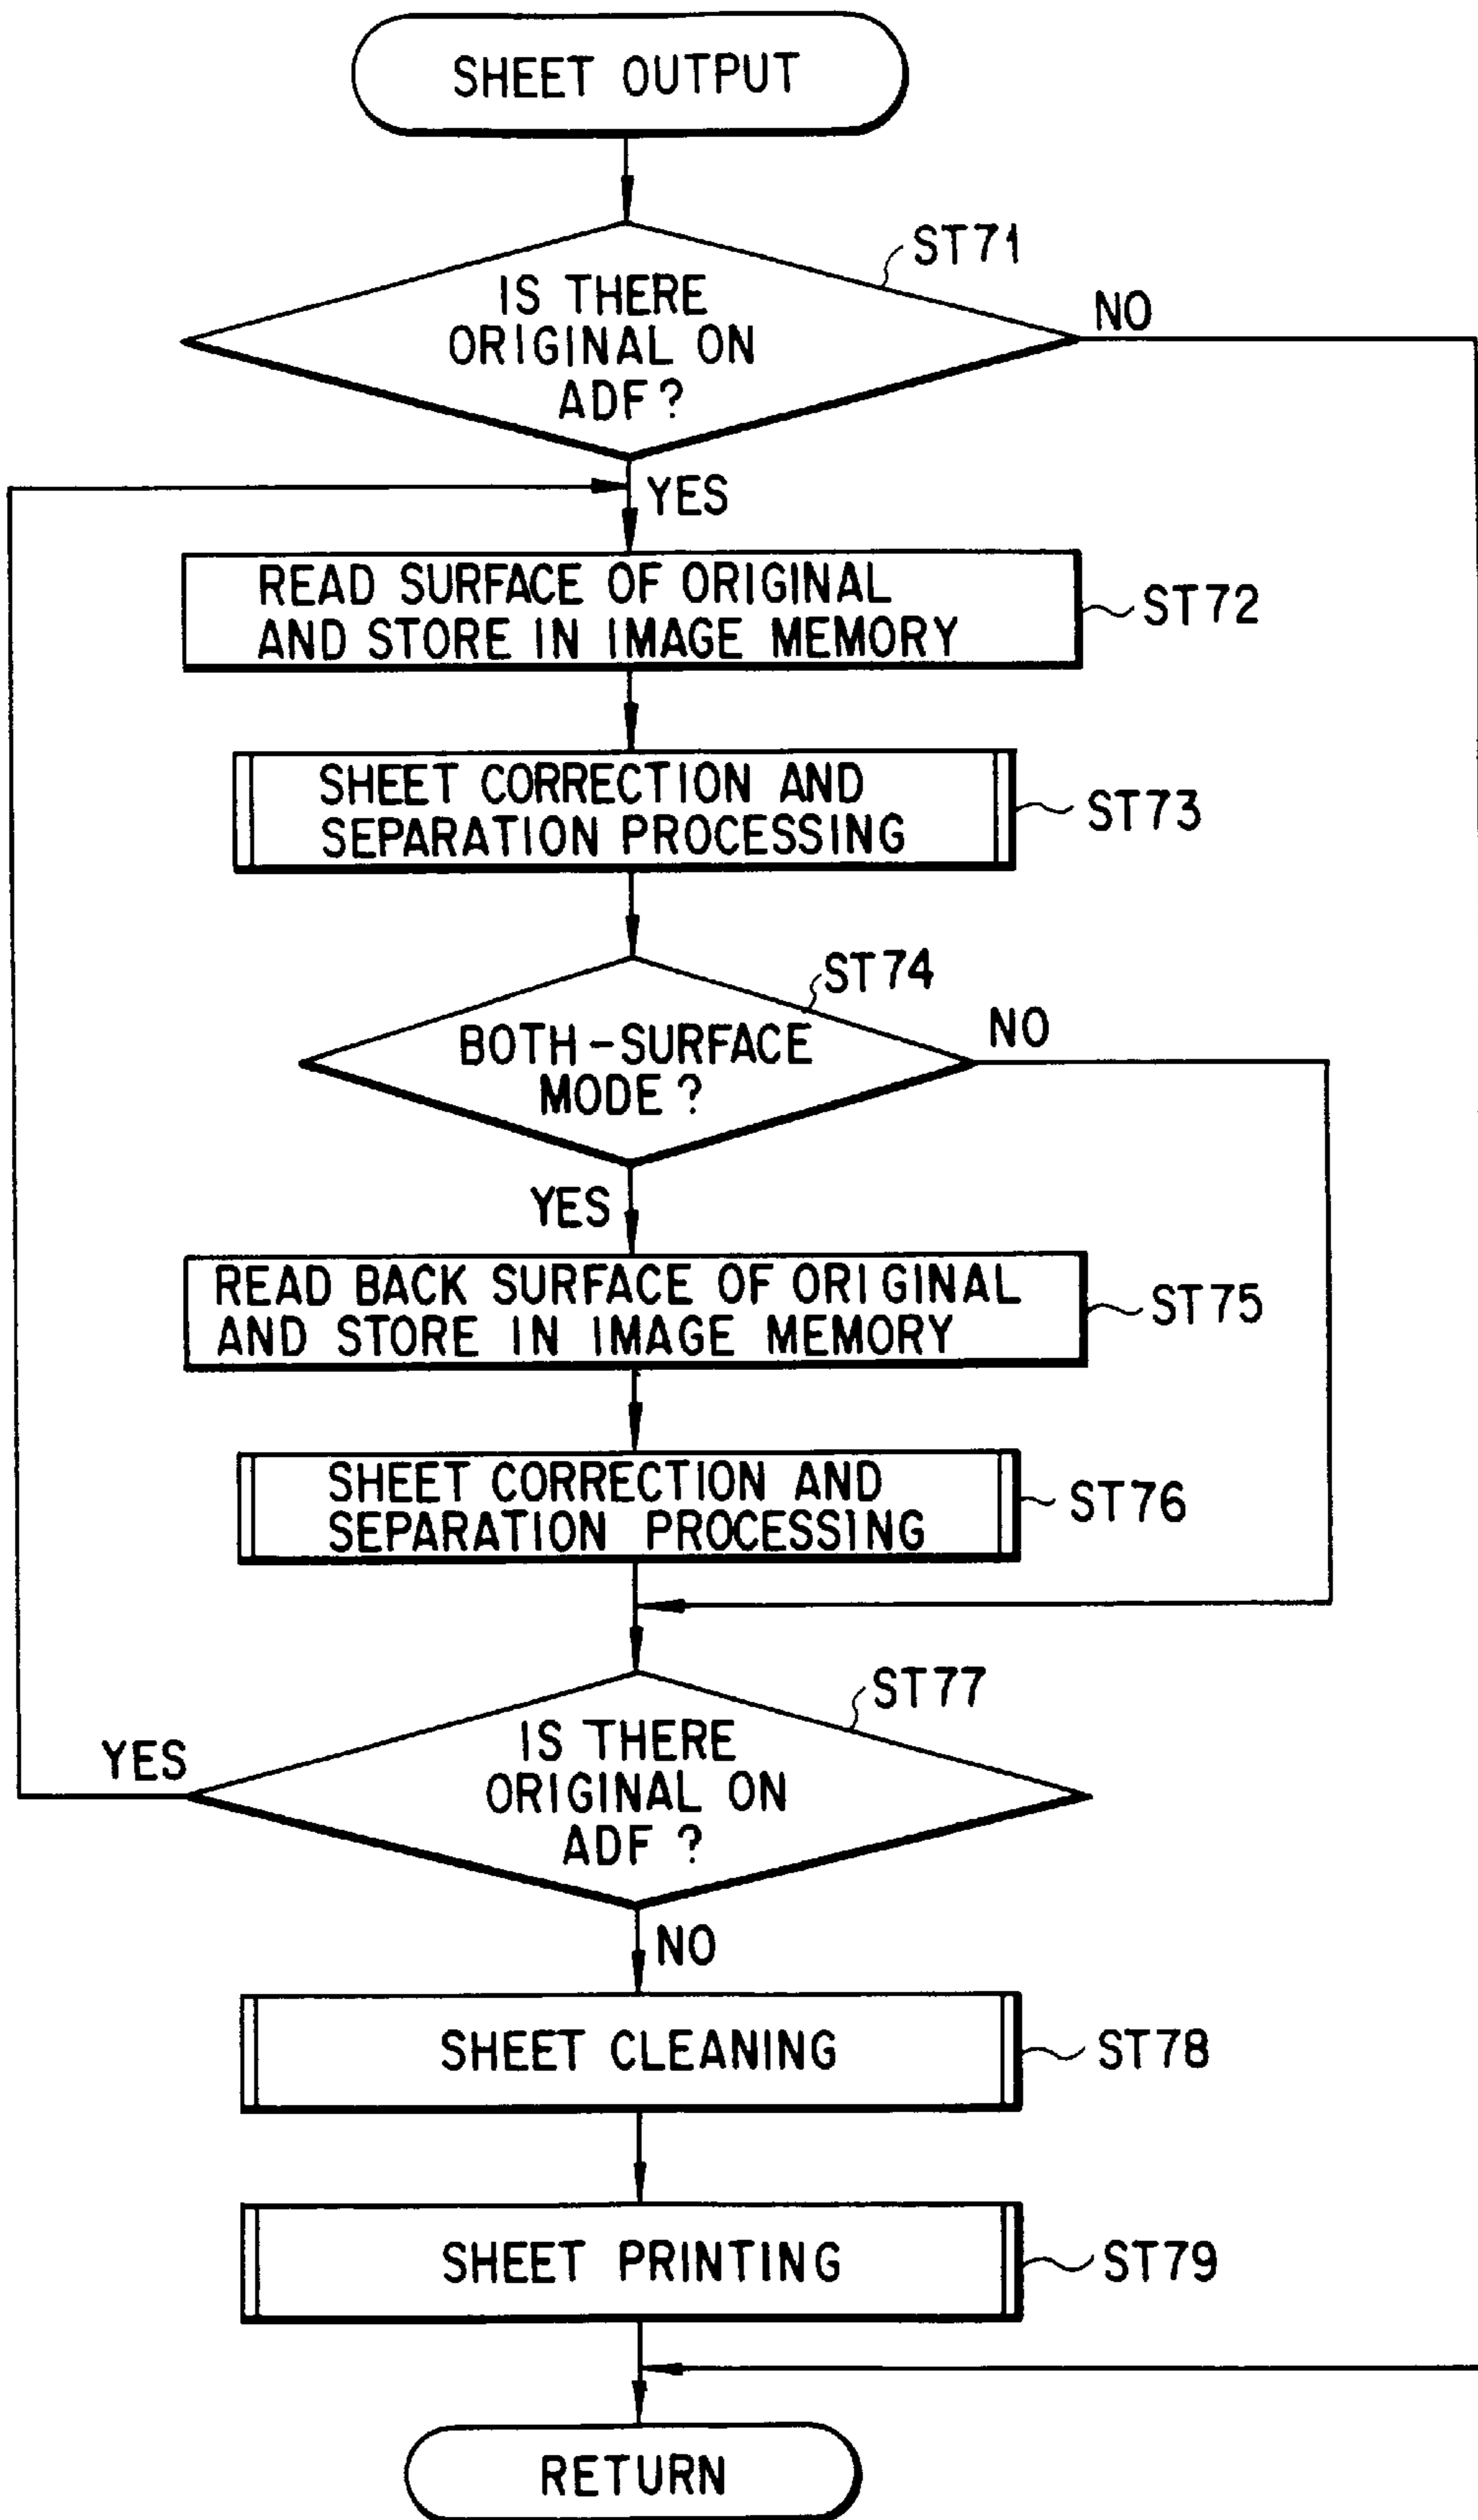 SHEET OUTPUT
ST71
IS THERE
ORIGINAL ON
ADF?
NO
YES
READ SURFACE OF ORIGINAL
AND STORE IN IMAGE MEMORY
ST72
SHEET CORRECTION AND
SEPARATION PROCESSING
ST73
ST74
BOTH-SURFACE
MODE?
NO
YES
READ BACK SURFACE OF ORIGINAL
AND STORE IN IMAGE MEMORY
ST75
SHEET CORRECTION AND
SEPARATION PROCESSING
ST76
ST77
IS THERE
ORIGINAL ON
ADF ?
YES
NO
SHEET CLEANING
ST78
SHEET PRINTING
ST79
RETURN